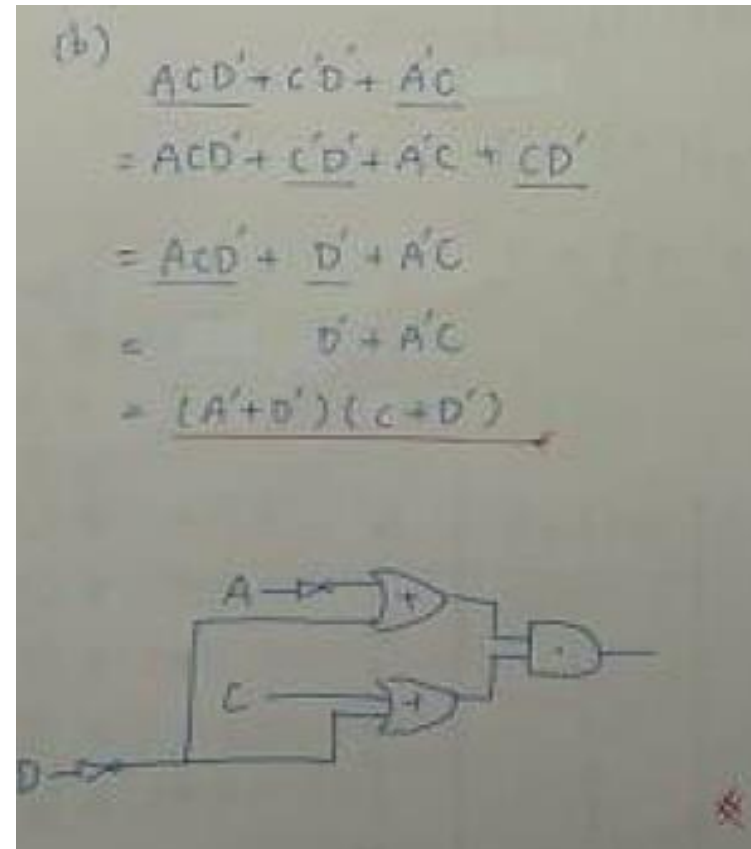 (b)
ACD' + C'D' + A'C
= ACD' + C'D' + A'C + CD'
= ACD' + D' + A'C
= D' + A'C
= (A'+D')(C+D')
A
+
.
C
+
D